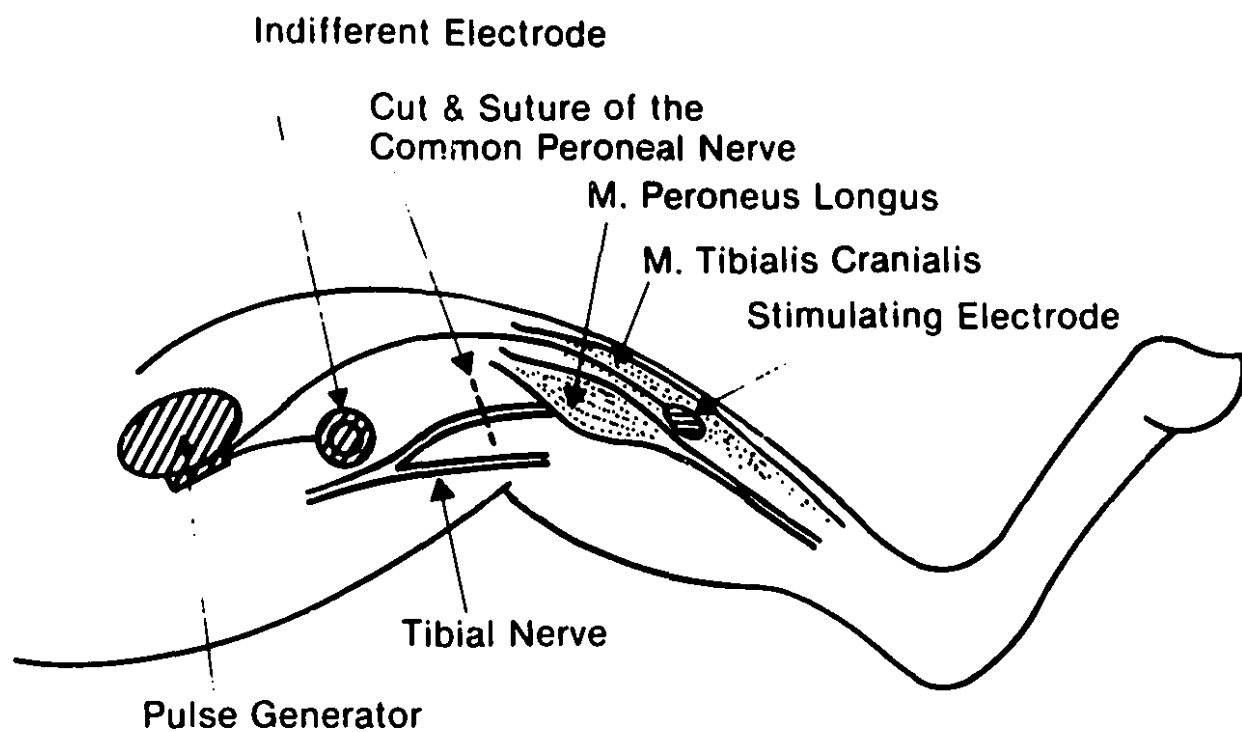 Indifferent Electrode
Cut & Suture of the
Common Peroneal Nerve
M. Peroneus Longus
M. Tibialis Cranialis
Stimulating Electrode
Tibial Nerve
Pulse Generator